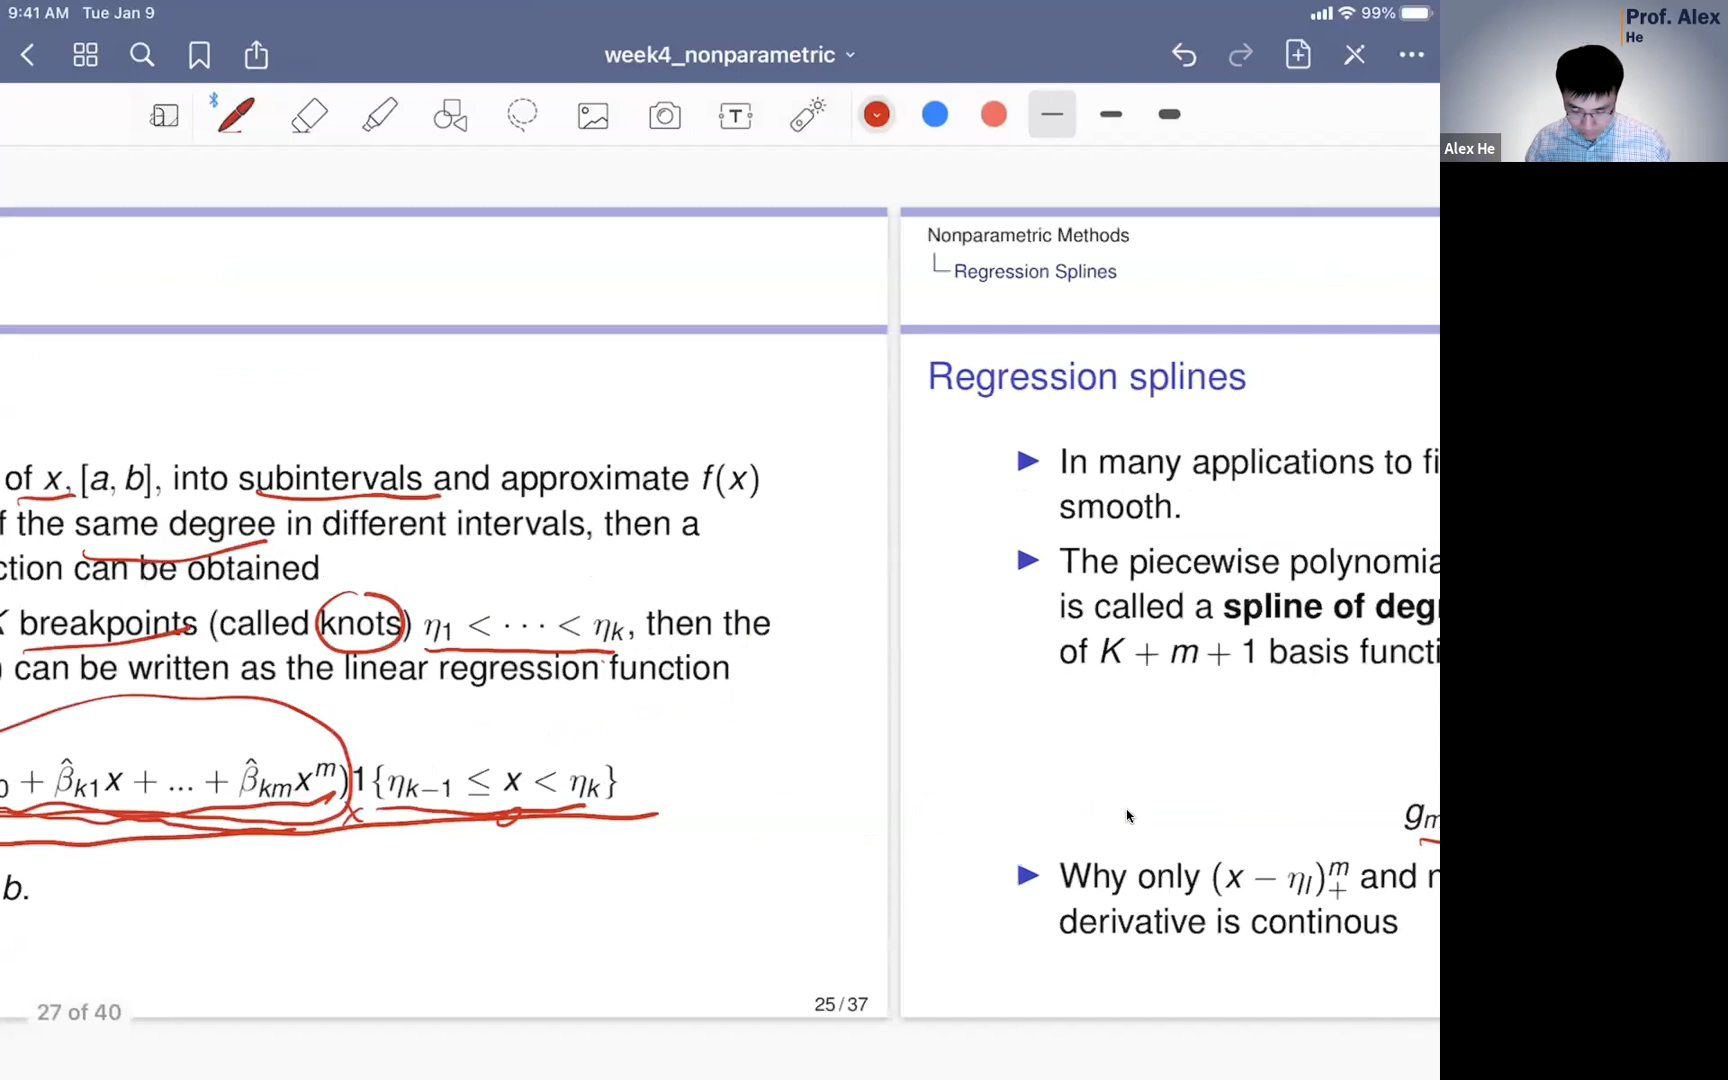 9:41 AM Tue Jan 9
99%
week4_nonparametric
T
Prof. Alex
He
Alex He
of x, [a, b], into subintervals and approximate f(x)
f the same degree in different intervals, then a
ction can be obtained
K breakpoints (called knots) η₁ < ··· < ηₖ, then the
) can be written as the linear regression function
₀ + β̂ₖ₁x + ... + β̂ₖₘxᵐ)1{ηₖ₋₁ ≤ x < ηₖ}
b.
27 of 40
25/37
Nonparametric Methods
Regression Splines
Regression splines
In many applications to fi
smooth.
The piecewise polynomia
is called a spline of deg
of K + m + 1 basis functi
gₘ
Why only (x − ηₗ)₊ᵐ and n
derivative is continous